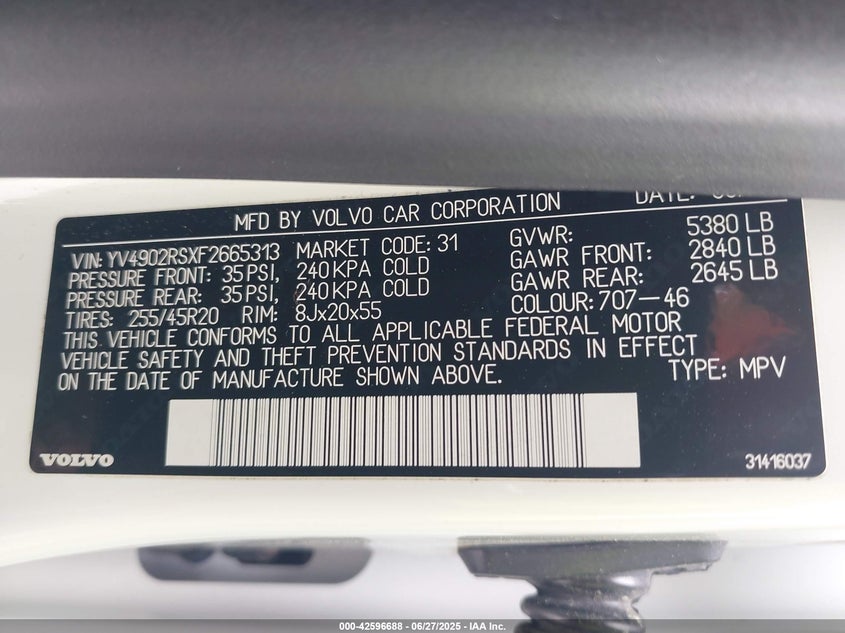 MFD BY VOLVO CAR CORPORATION DATE:
VIN: YV4902RSXF2665313 MARKET CODE: 31 GVWR: 5380 LB
PRESSURE FRONT: 35 PSI, 240 KPA COLD GAWR FRONT: 2840 LB
PRESSURE REAR: 35 PSI, 240 KPA COLD GAWR REAR: 2645 LB
TIRES: 255/45R20 RIM: 8Jx20x55 COLOUR: 707-46
THIS VEHICLE CONFORMS TO ALL APPLICABLE FEDERAL MOTOR
VEHICLE SAFETY AND THEFT PREVENTION STANDARDS IN EFFECT
ON THE DATE OF MANUFACTURE SHOWN ABOVE. TYPE: MPV
VOLVO 31416037
000-42596688 - 06/27/2025 - IAA Inc.